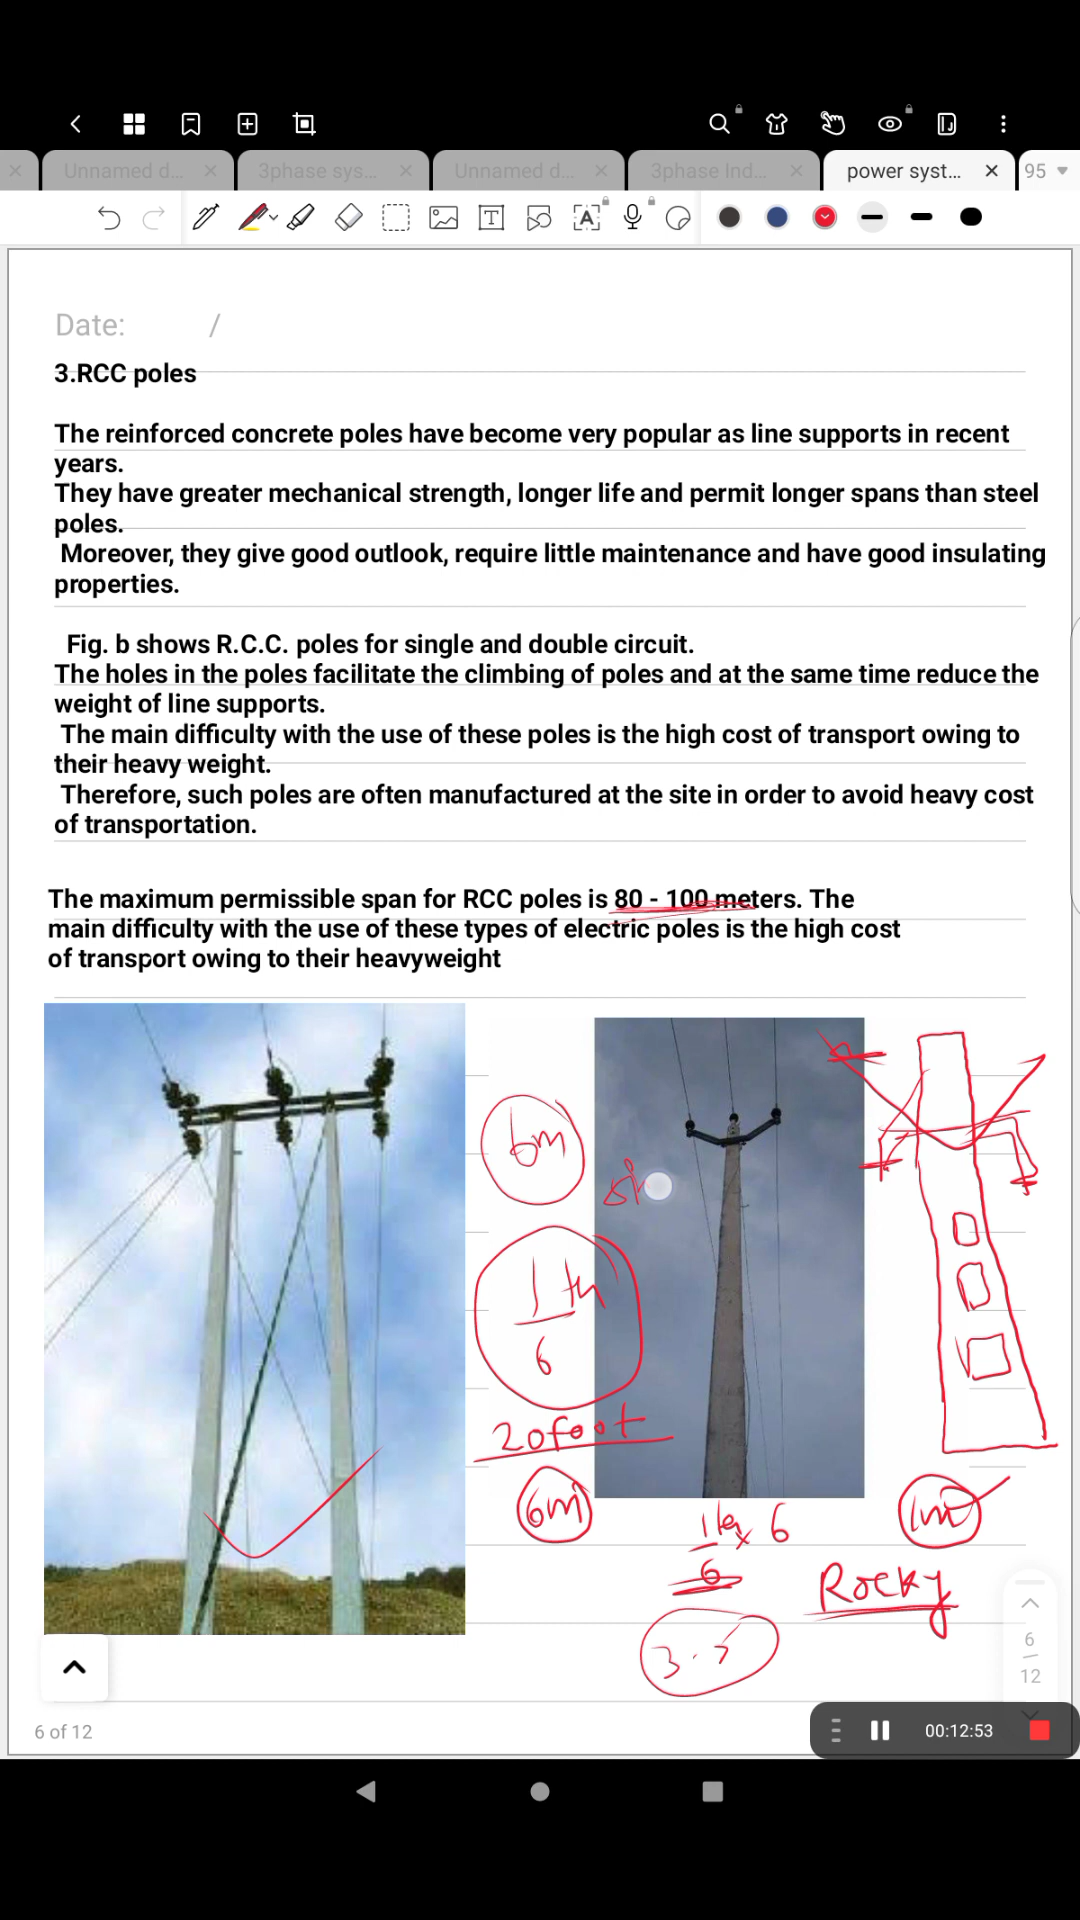 Unnamed d...
3phase sys...
Unnamed d...
3phase Ind...
power syst...
95
Date: /
3.RCC poles
The reinforced concrete poles have become very popular as line supports in recent
years.
They have greater mechanical strength, longer life and permit longer spans than steel
poles.
Moreover, they give good outlook, require little maintenance and have good insulating
properties.
Fig. b shows R.C.C. poles for single and double circuit.
The holes in the poles facilitate the climbing of poles and at the same time reduce the
weight of line supports.
The main difficulty with the use of these poles is the high cost of transport owing to
their heavy weight.
Therefore, such poles are often manufactured at the site in order to avoid heavy cost
of transportation.
The maximum permissible span for RCC poles is 80 - 100 meters. The
main difficulty with the use of these types of electric poles is the high cost
of transport owing to their heavyweight
6m
1 th
6
20foot
6m
1m
6
6
Rocky
3.5
6
12
6 of 12
00:12:53